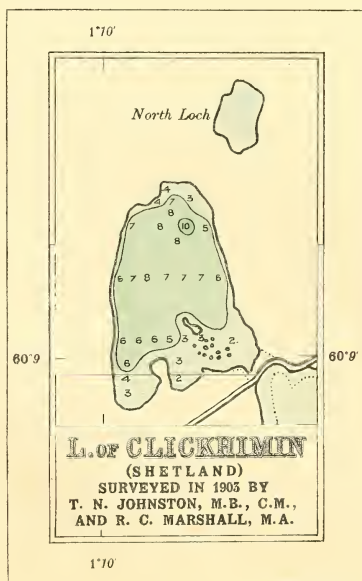 1°10'
North Loch
4
4 7 3
8
7 8 10 5
8
6 7 8 7 7 7 6
6 6 6 5 3 3 2
6 3
60°9 60°9'
4 2
3
L. OF CLICKHIMIN
(SHETLAND)
SURVEYED IN 1903 BY
T. N. JOHNSTON, M.B., C.M.,
AND R. C. MARSHALL, M.A.
1°10'